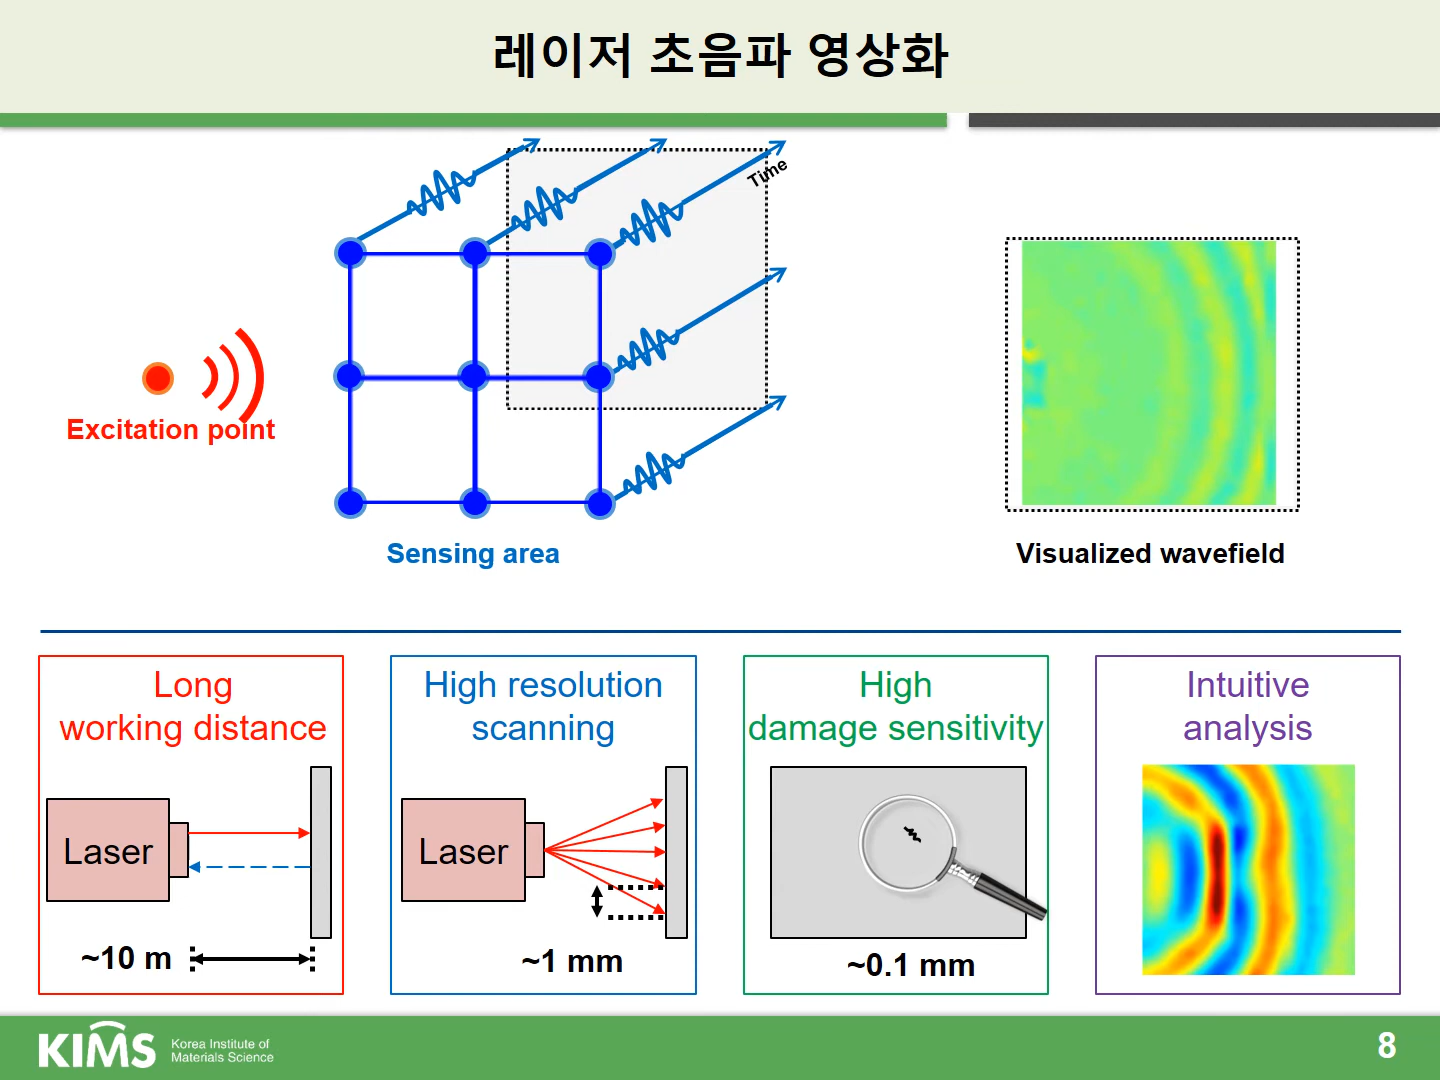 레이저 초음파 영상화
Time
Excitation point
Sensing area
Visualized wavefield
Long
working distance
Laser
~10 m
High resolution
scanning
Laser
~1 mm
High
damage sensitivity
~0.1 mm
Intuitive
analysis
KIMS
Korea Institute of
Materials Science
8